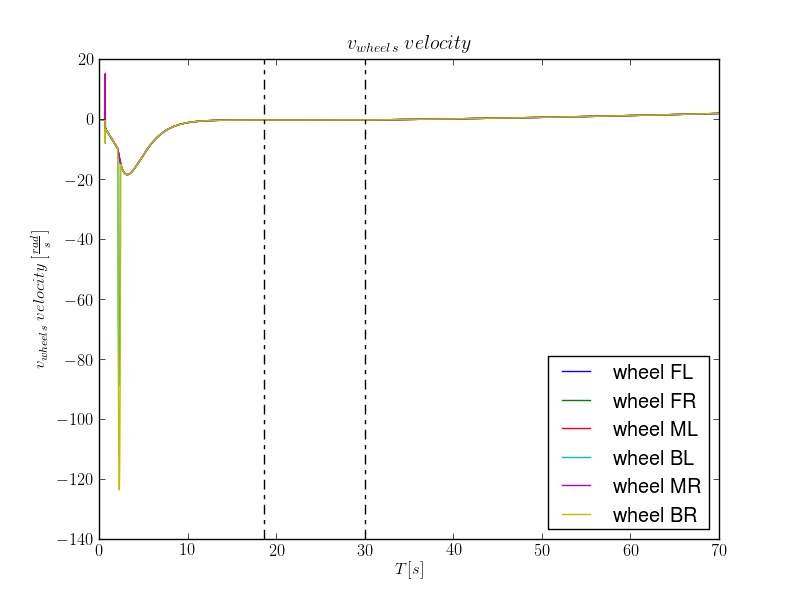 v_wheels velocity
20
0
−20
−40
−60
−80
−100
−120
−140
v_wheels velocity [rad/s]
0 10 20 30 40 50 60 70
T[s]
wheel FL
wheel FR
wheel ML
wheel BL
wheel MR
wheel BR